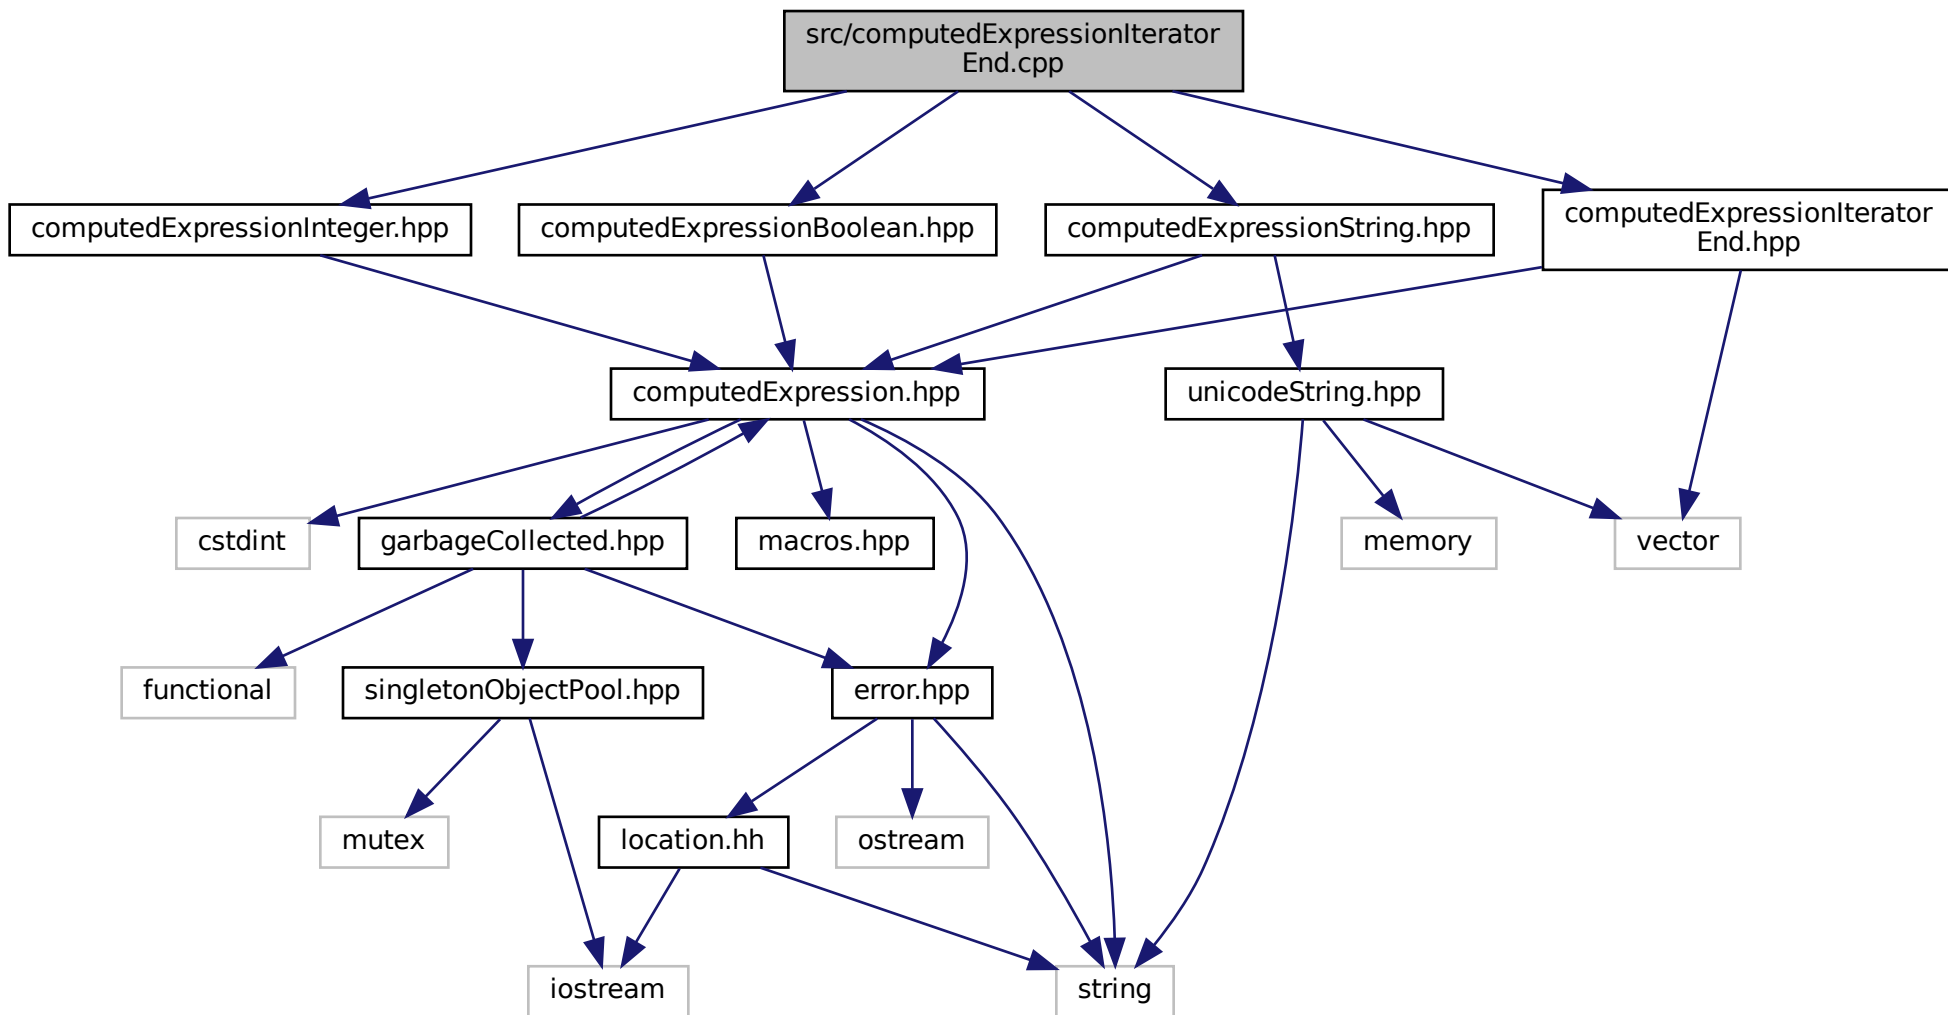 src/computedExpressionIterator
End.cpp
computedExpressionInteger.hpp
computedExpressionBoolean.hpp
computedExpressionString.hpp
computedExpressionIterator
End.hpp
computedExpression.hpp
unicodeString.hpp
cstdint
garbageCollected.hpp
macros.hpp
memory
vector
functional
singletonObjectPool.hpp
error.hpp
mutex
location.hh
ostream
iostream
string